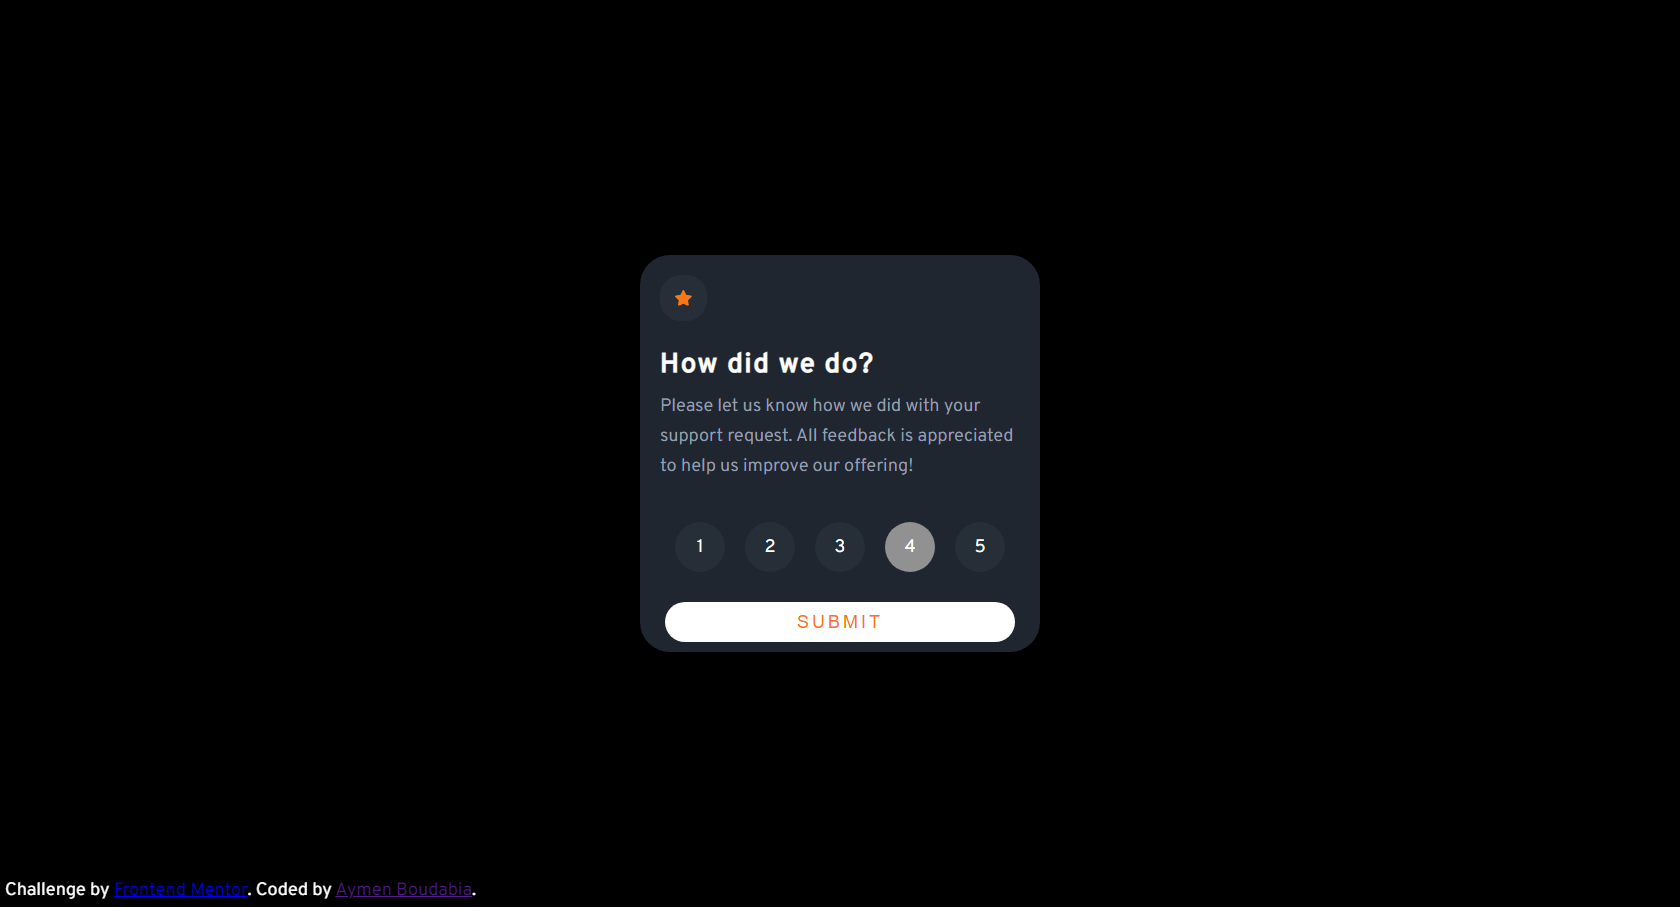 How did we do?
Please let us know how we did with your
support request. All feedback is appreciated
to help us improve our offering!
1 2 3 4 5
SUBMIT
Challenge by Frontend Mentor. Coded by Aymen Boudabia.